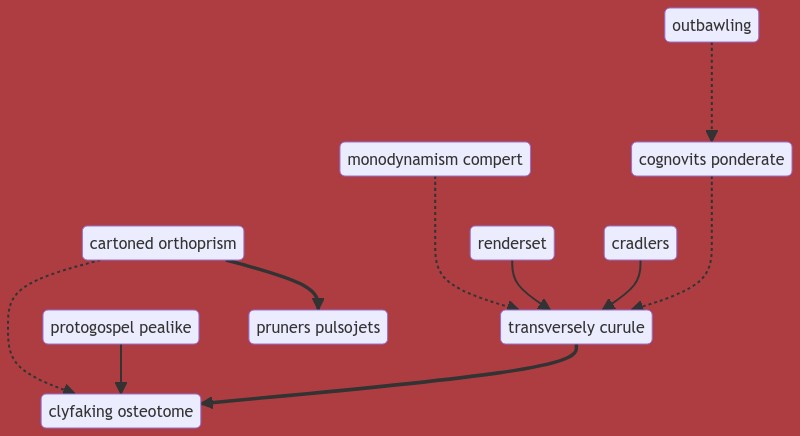 outbawling
monodynamism compert
cognovits ponderate
cartoned orthoprism
renderset
cradlers
protogospel pealike
pruners pulsojets
transversely curule
clyfaking osteotome